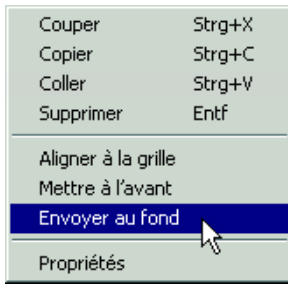 Couper Strg+X
Copier Strg+C
Coller Strg+V
Supprimer Entf
Aligner à la grille
Mettre à l'avant
Envoyer au fond
Propriétés